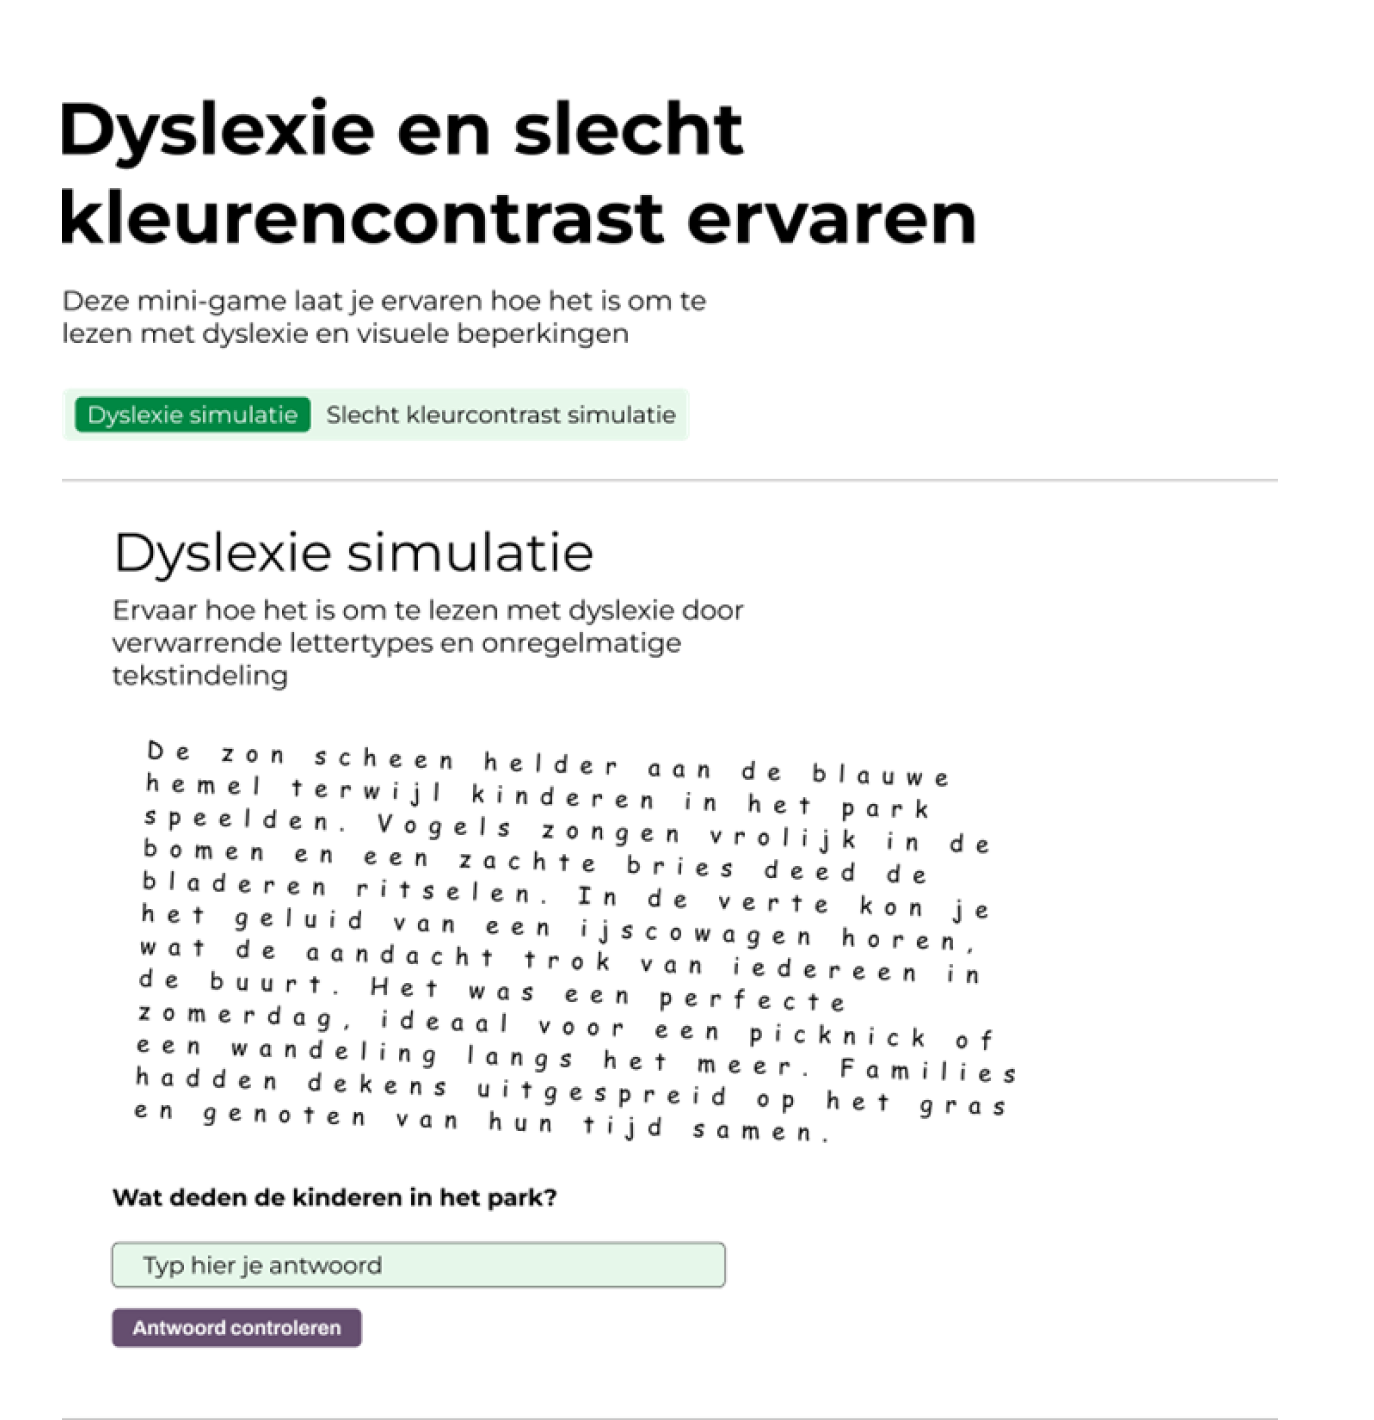 Dyslexie en slecht
kleurencontrast ervaren
Deze mini-game laat je ervaren hoe het is om te
lezen met dyslexie en visuele beperkingen
Dyslexie simulatie Slecht kleurcontrast simulatie
Dyslexie simulatie
Ervaar hoe het is om te lezen met dyslexie door
verwarrende lettertypes en onregelmatige
tekstindeling
De zon scheen helder aan de blauwe
hemel terwijl kinderen in het park
speelden. Vogels zongen vrolijk in de
bomen en een zachte bries deed de
bladeren ritselen. In de verte kon je
het geluid van een ijscowagen horen,
wat de aandacht trok van iedereen in
de buurt. Het was een perfecte
zomerdag, ideaal voor een picknick of
een wandeling langs het meer. Families
hadden dekens uitgespreid op het gras
en genoten van hun tijd samen.
Wat deden de kinderen in het park?
Typ hier je antwoord
Antwoord controleren